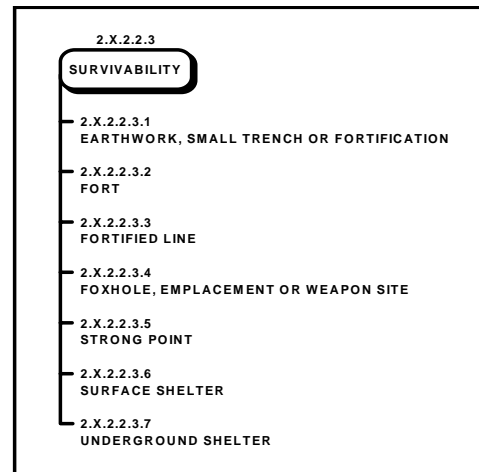 2.X.2.2.3
SURVIVABILITY
2.X.2.2.3.1
EARTHWORK, SMALL TRENCH OR FORTIFICATION
2.X.2.2.3.2
FORT
2.X.2.2.3.3
FORTIFIED LINE
2.X.2.2.3.4
FOXHOLE, EMPLACEMENT OR WEAPON SITE
2.X.2.2.3.5
STRONG POINT
2.X.2.2.3.6
SURFACE SHELTER
2.X.2.2.3.7
UNDERGROUND SHELTER